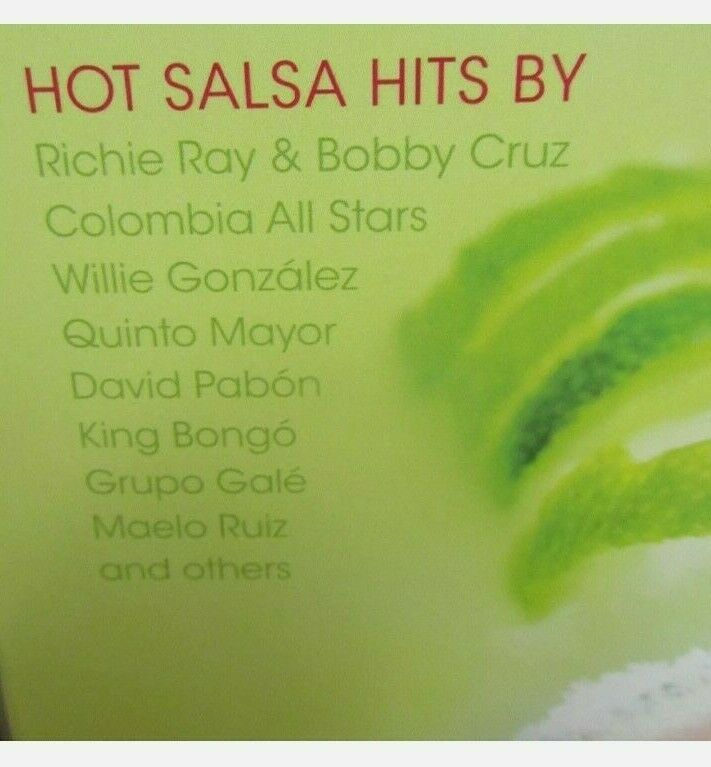 HOT SALSA HITS BY
Richie Ray & Bobby Cruz
Colombia All Stars
Willie González
Quinto Mayor
David Pabón
King Bongó
Grupo Galé
Maelo Ruiz
and others